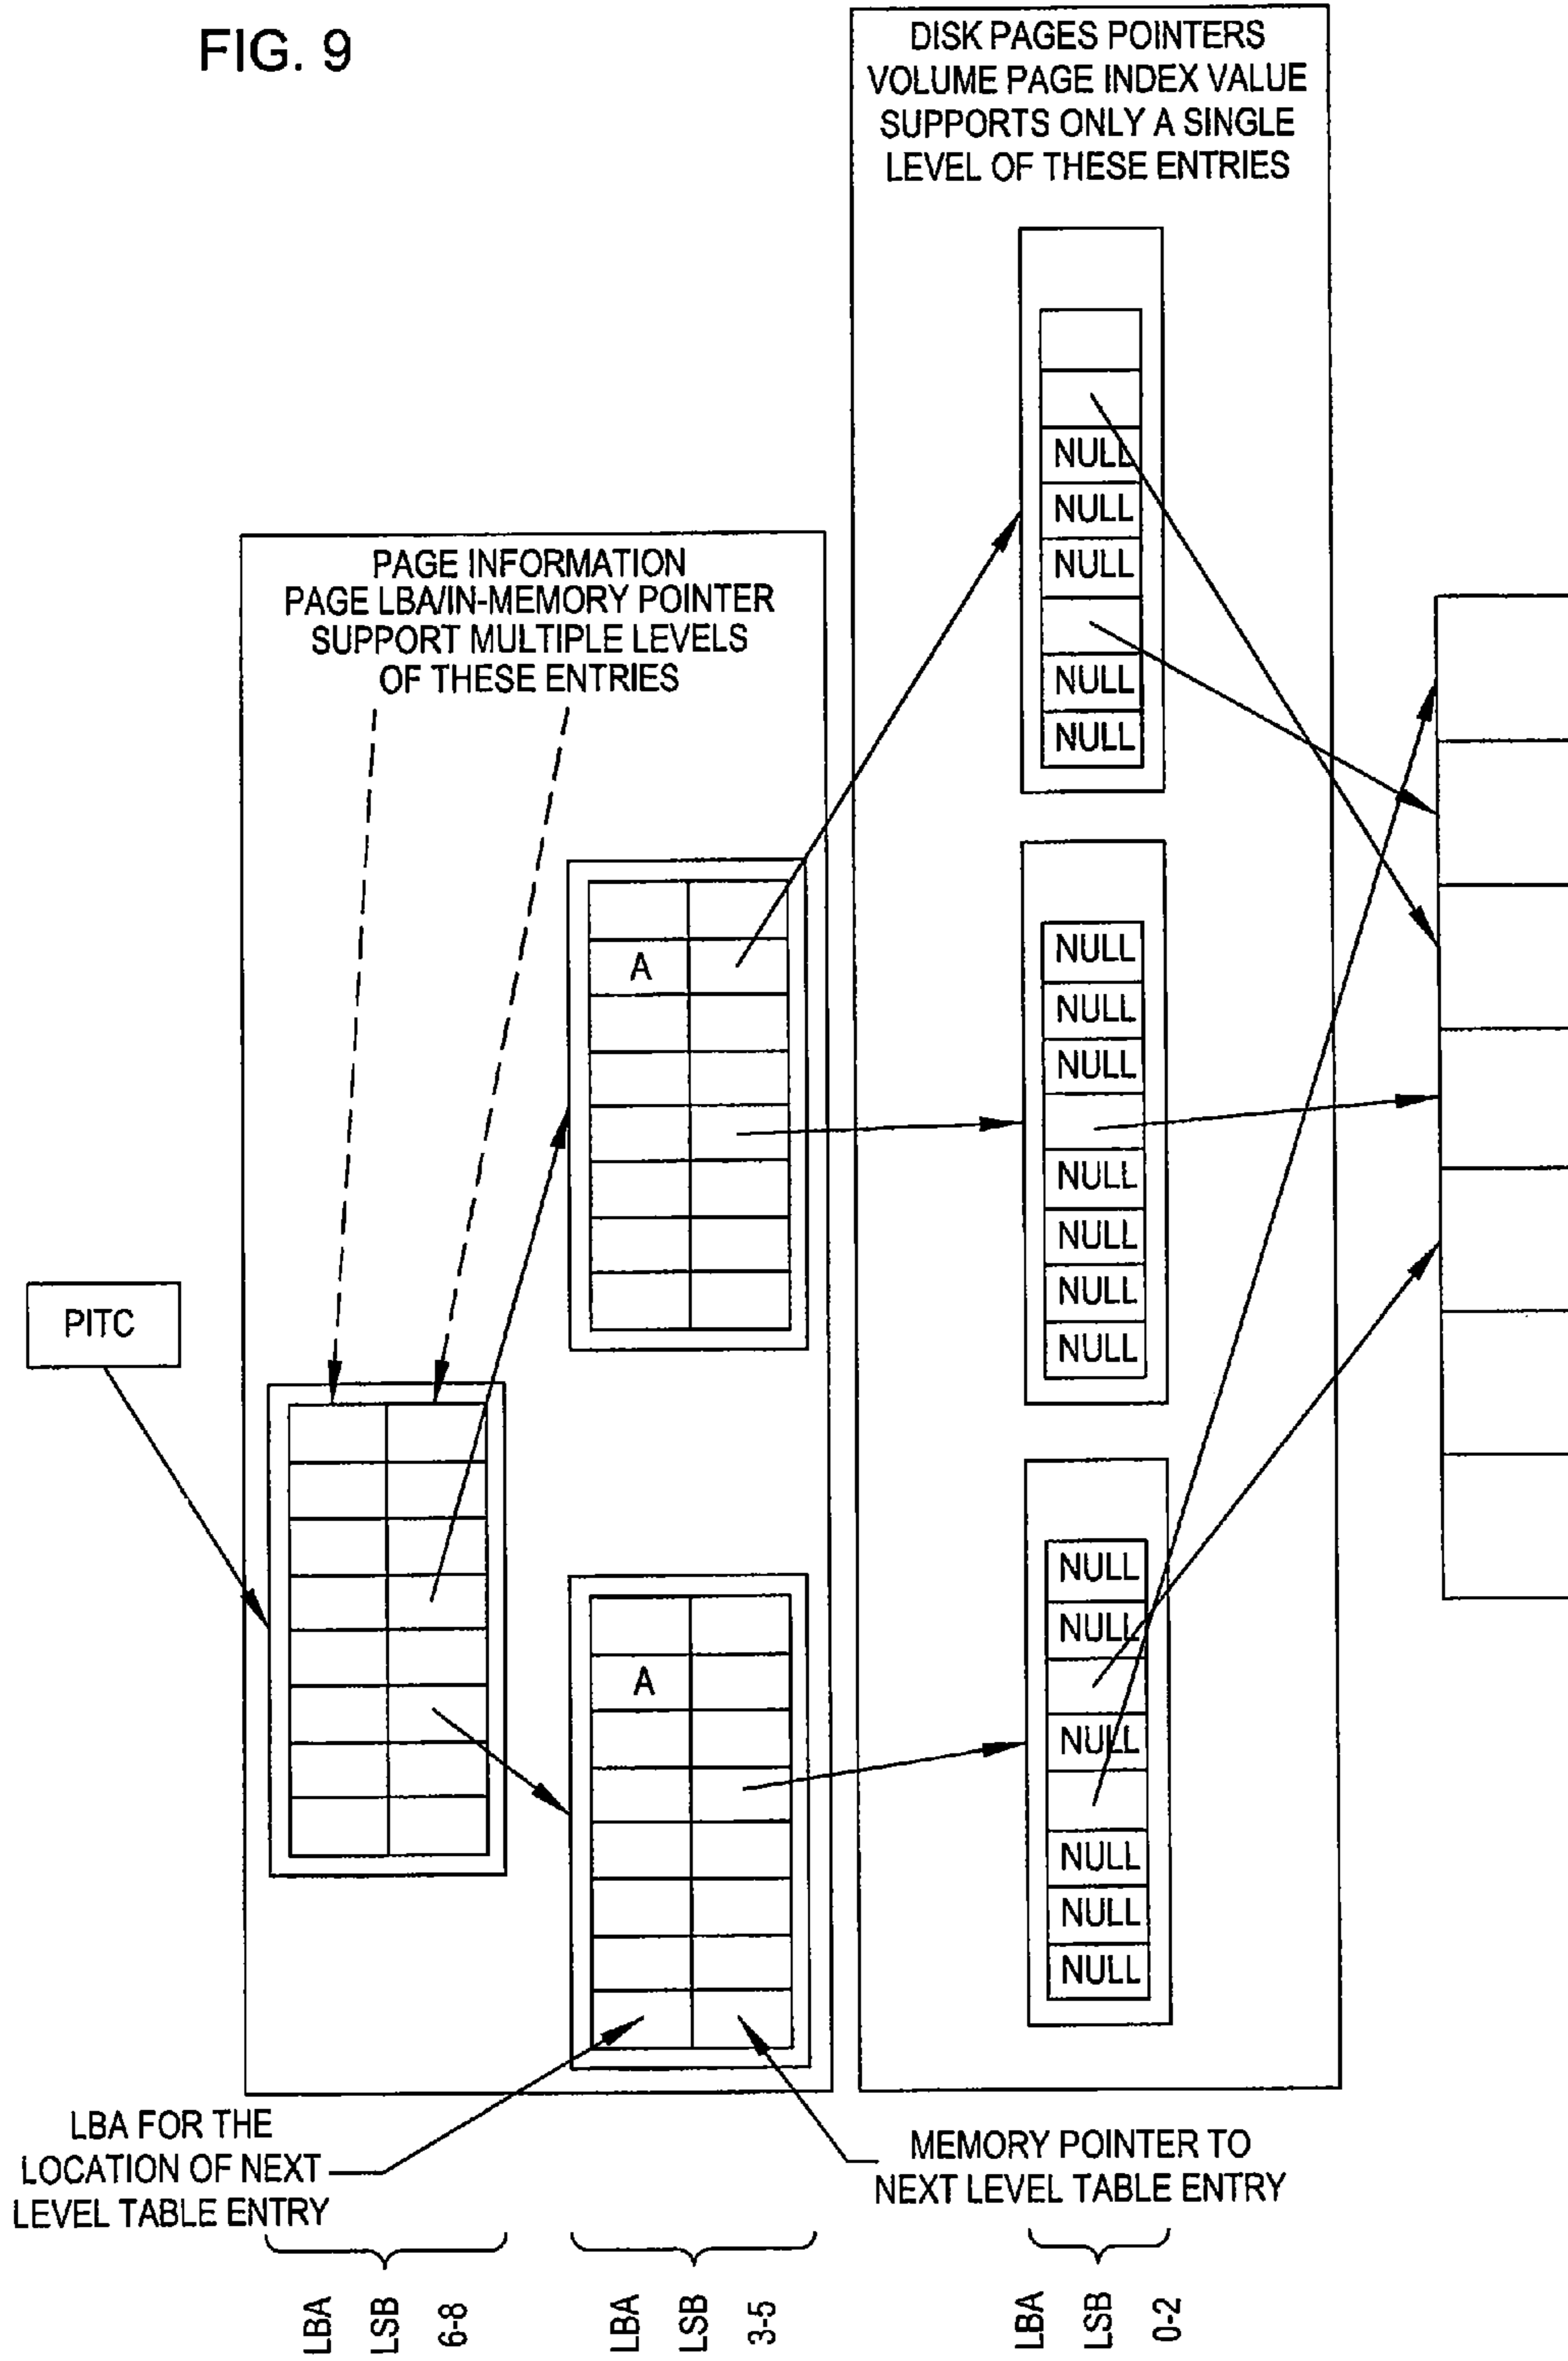 FIG. 9
DISK PAGES POINTERS
VOLUME PAGE INDEX VALUE
SUPPORTS ONLY A SINGLE
LEVEL OF THESE ENTRIES
NULL
NULL
NULL
NULL
NULL
PAGE INFORMATION
PAGE LBA/IN-MEMORY POINTER
SUPPORT MULTIPLE LEVELS
OF THESE ENTRIES
A
NULL
NULL
NULL
NULL
NULL
NULL
NULL
PITC
A
NULL
NULL
NULL
NULL
NULL
NULL
LBA FOR THE
LOCATION OF NEXT
LEVEL TABLE ENTRY
MEMORY POINTER TO
NEXT LEVEL TABLE ENTRY
LBA
LSB
6-8
LBA
LSB
3-5
LBA
LSB
0-2